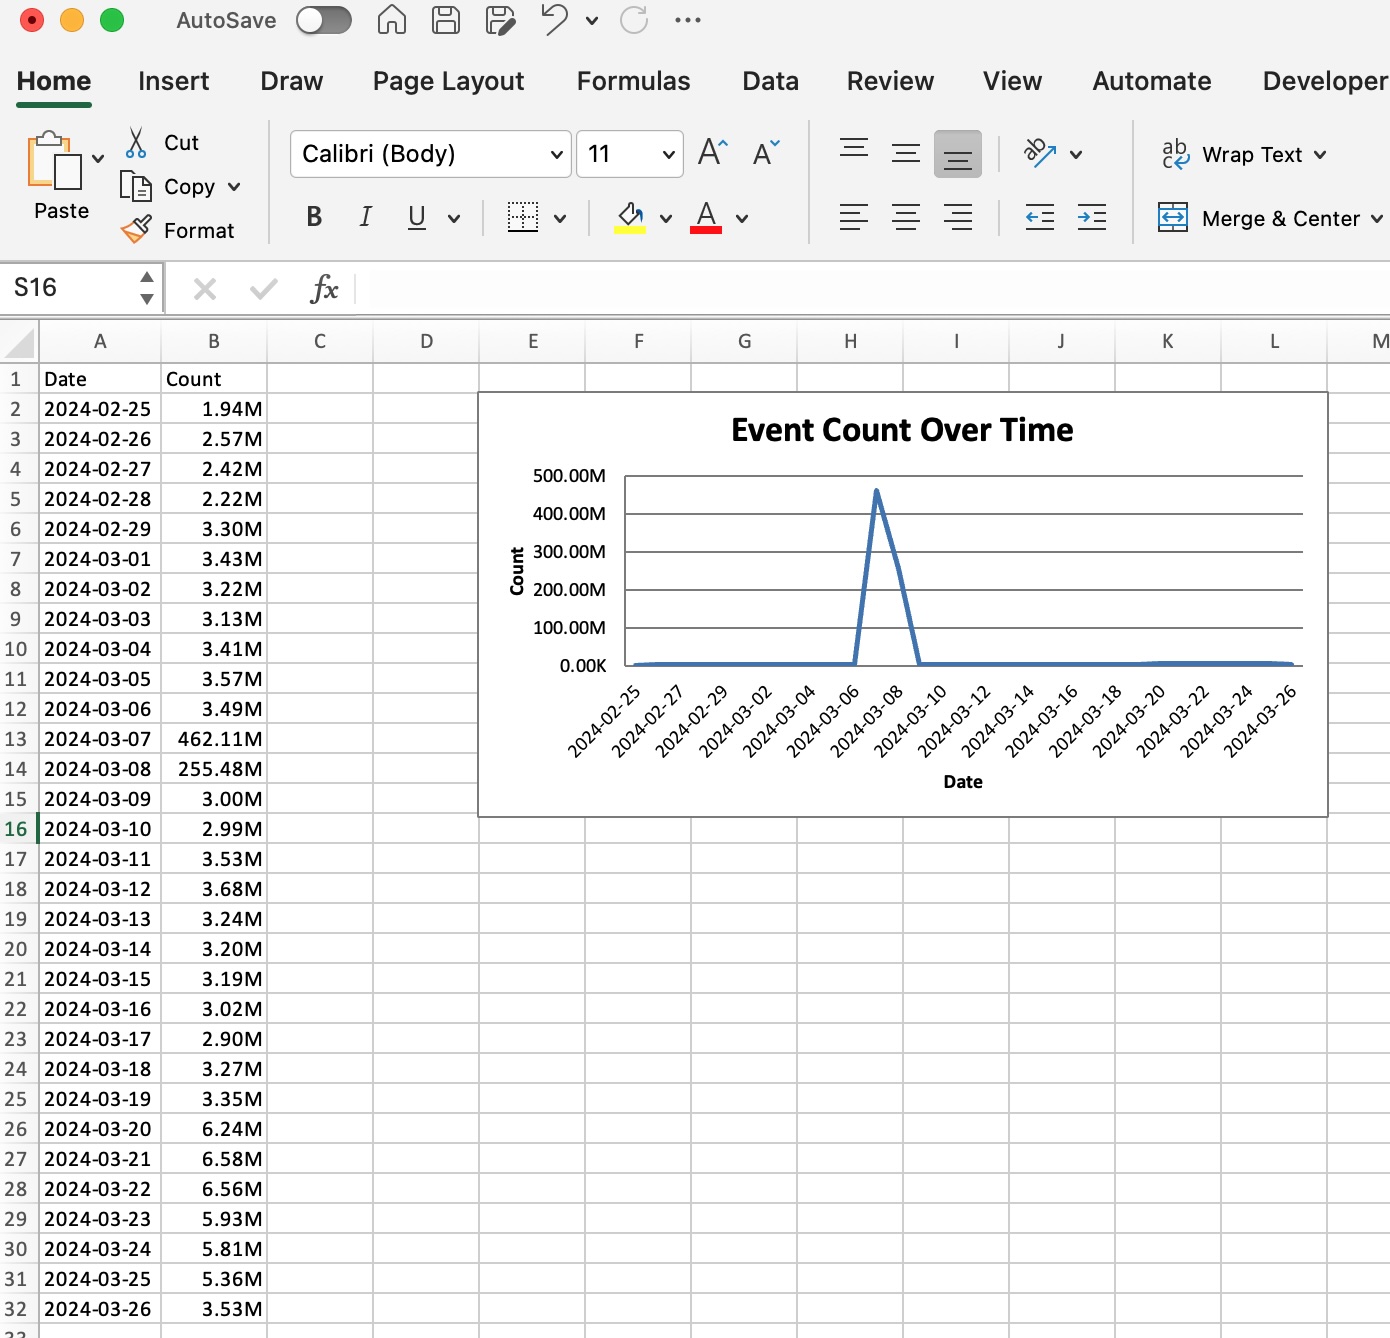 AutoSave
Home Insert Draw Page Layout Formulas Data Review View Automate Developer
Paste
Cut
Copy
Format
Calibri (Body) 11
B I U
Wrap Text
Merge & Center
S16 fx
A B C D E F G H I J K L M
1 Date Count
2 2024-02-25 1.94M
3 2024-02-26 2.57M
4 2024-02-27 2.42M
5 2024-02-28 2.22M
6 2024-02-29 3.30M
7 2024-03-01 3.43M
8 2024-03-02 3.22M
9 2024-03-03 3.13M
10 2024-03-04 3.41M
11 2024-03-05 3.57M
12 2024-03-06 3.49M
13 2024-03-07 462.11M
14 2024-03-08 255.48M
15 2024-03-09 3.00M
16 2024-03-10 2.99M
17 2024-03-11 3.53M
18 2024-03-12 3.68M
19 2024-03-13 3.24M
20 2024-03-14 3.20M
21 2024-03-15 3.19M
22 2024-03-16 3.02M
23 2024-03-17 2.90M
24 2024-03-18 3.27M
25 2024-03-19 3.35M
26 2024-03-20 6.24M
27 2024-03-21 6.58M
28 2024-03-22 6.56M
29 2024-03-23 5.93M
30 2024-03-24 5.81M
31 2024-03-25 5.36M
32 2024-03-26 3.53M
33
Event Count Over Time
Count
500.00M
400.00M
300.00M
200.00M
100.00M
0.00K
2024-02-25 2024-02-27 2024-02-29 2024-03-02 2024-03-04 2024-03-06 2024-03-08 2024-03-10 2024-03-12 2024-03-14 2024-03-16 2024-03-18 2024-03-20 2024-03-22 2024-03-24 2024-03-26
Date